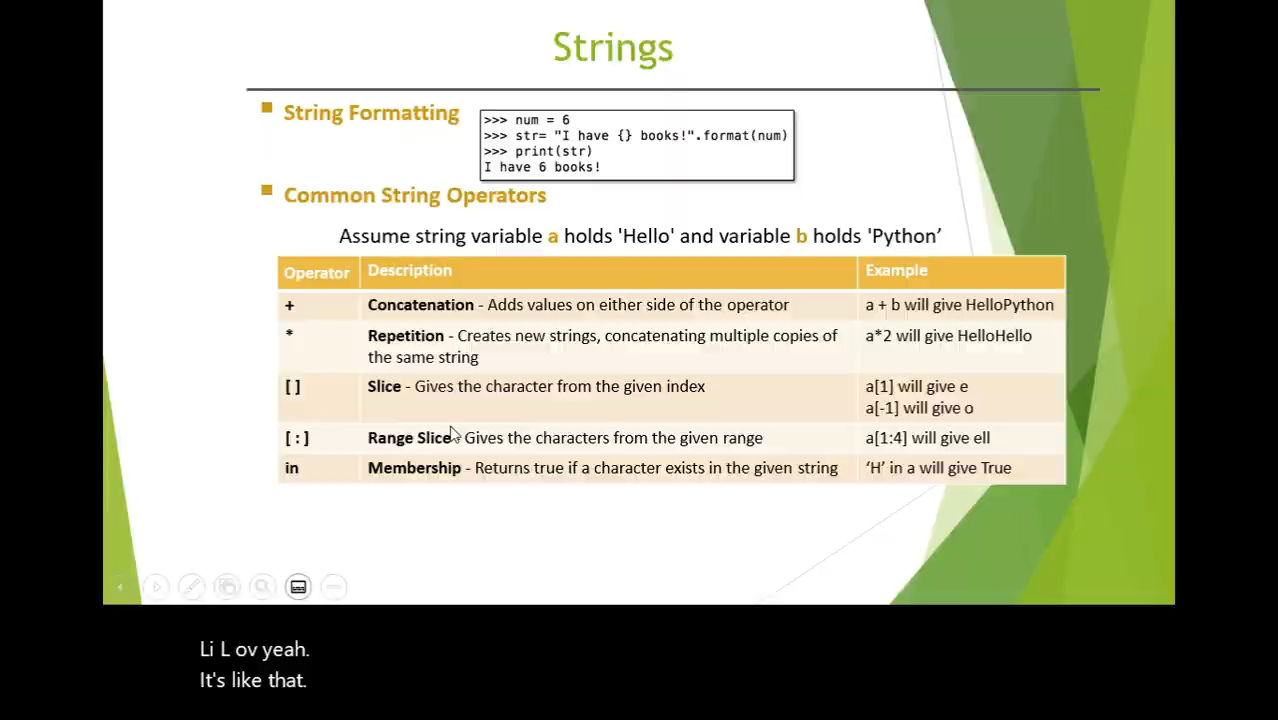 Strings
String Formatting
>>> num = 6
>>> str= "I have {} books!".format(num)
>>> print(str)
I have 6 books!
Common String Operators
Assume string variable a holds 'Hello' and variable b holds 'Python’
Operator Description Example
+ Concatenation - Adds values on either side of the operator a + b will give HelloPython
* Repetition - Creates new strings, concatenating multiple copies of a*2 will give HelloHello
the same string
[ ] Slice - Gives the character from the given index a[1] will give e
a[-1] will give o
[ : ] Range Slice - Gives the characters from the given range a[1:4] will give ell
in Membership - Returns true if a character exists in the given string ‘H’ in a will give True
Li L ov yeah.
It's like that.